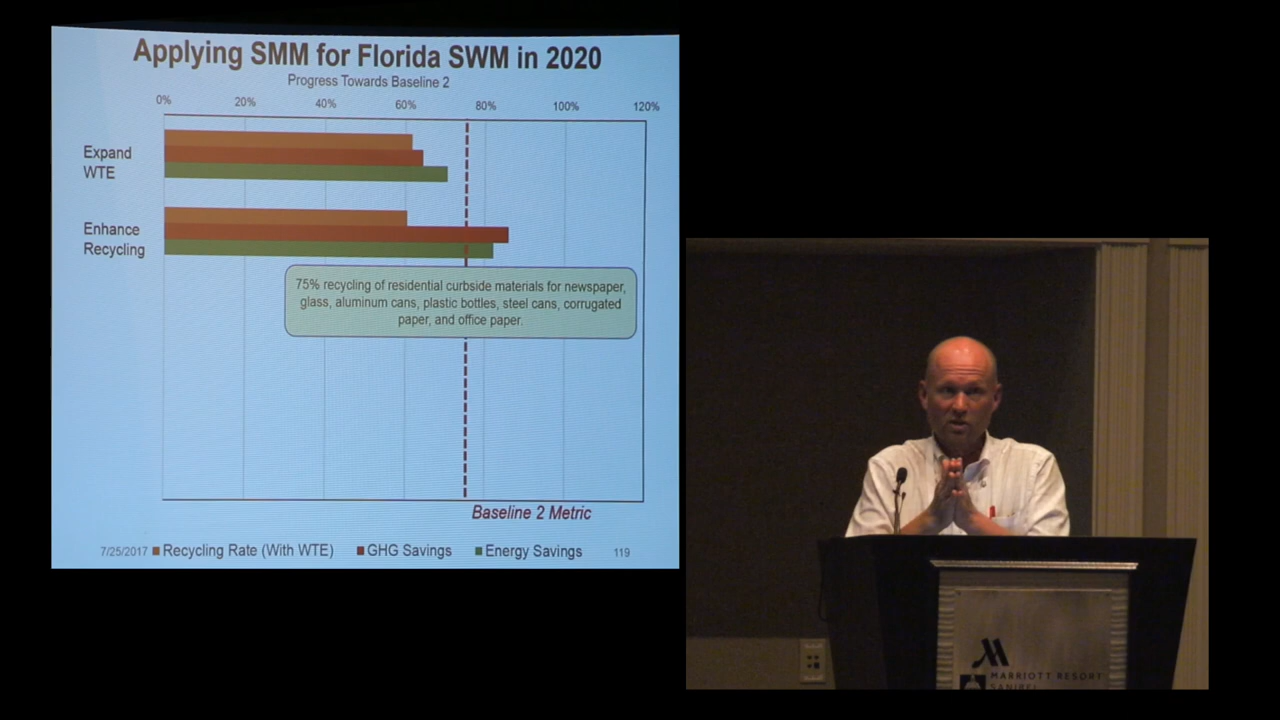 Applying SMM for Florida SWM in 2020
Progress Towards Baseline 2
0% 20% 40% 60% 80% 100% 120%
Expand
WTE
Enhance
Recycling
75% recycling of residential curbside materials for newspaper,
glass, aluminum cans, plastic bottles, steel cans, corrugated
paper, and office paper.
Baseline 2 Metric
7/25/2017 Recycling Rate (With WTE) GHG Savings Energy Savings 119
MARRIOTT RESORT
SANIBEL